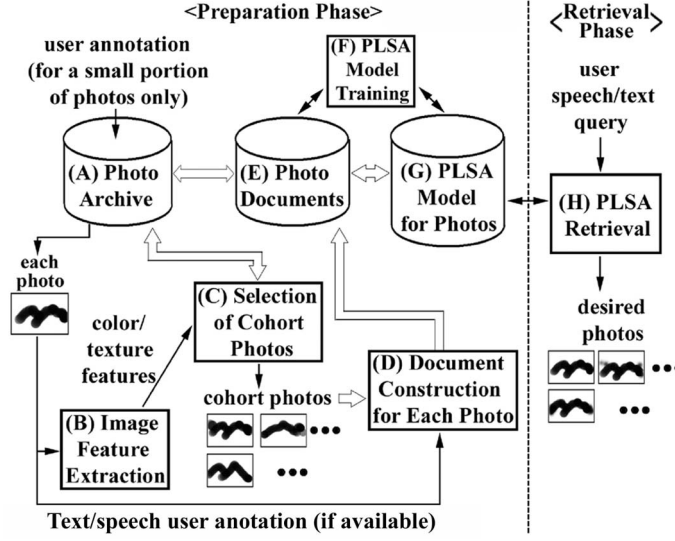 <Preparation Phase>
<Retrieval
Phase>
user annotation
(for a small portion
of photos only)
(F) PLSA
Model
Training
user
speech/text
query
(A) Photo
Archive
(E) Photo
Documents
(G) PLSA
Model
for Photos
(H) PLSA
Retrieval
each
photo
(C) Selection
of Cohort
Photos
color/
texture
features
desired
photos
cohort photos
(D) Document
Construction
for Each Photo
(B) Image
Feature
Extraction
Text/speech user anotation (if available)